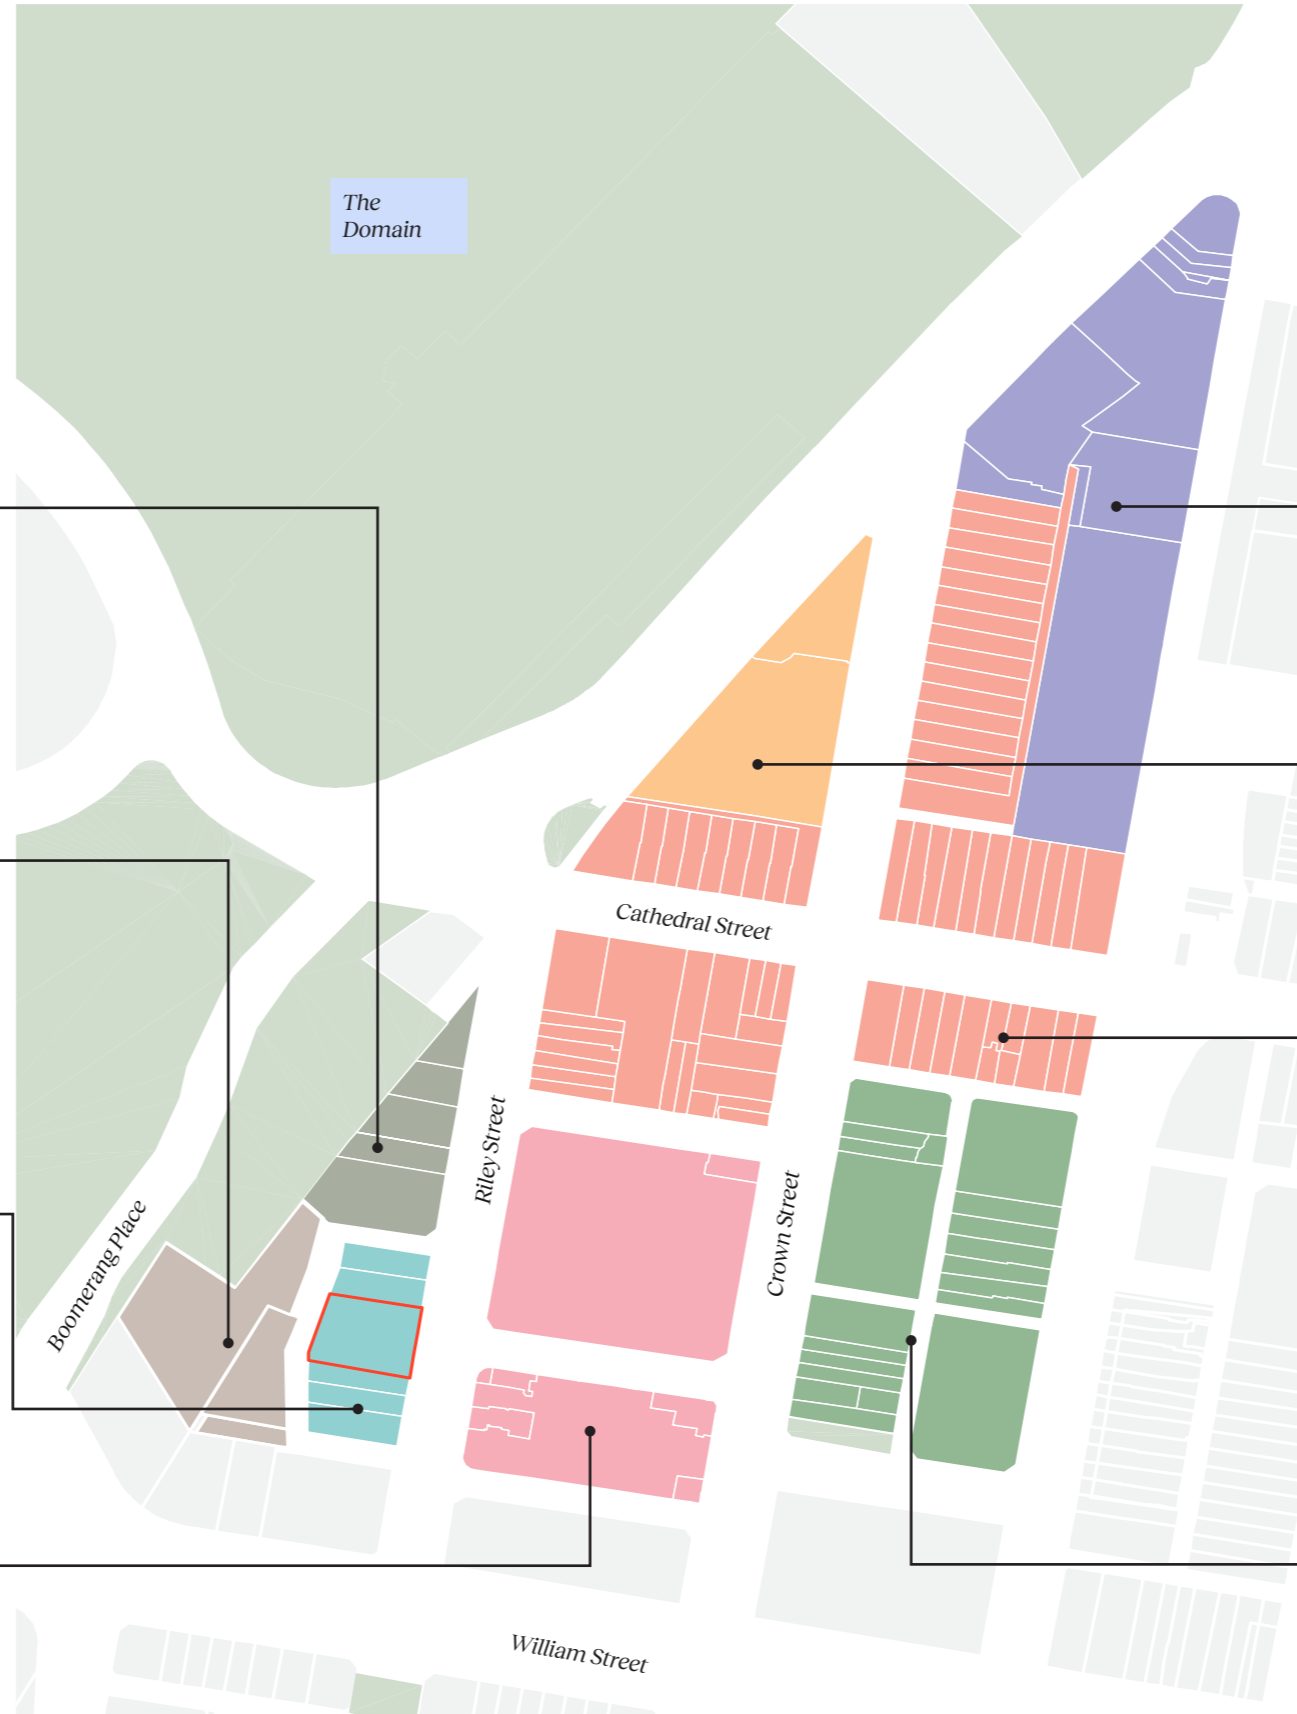 The
Domain
Cathedral Street
Riley Street
Crown Street
Boomerang Place
William Street